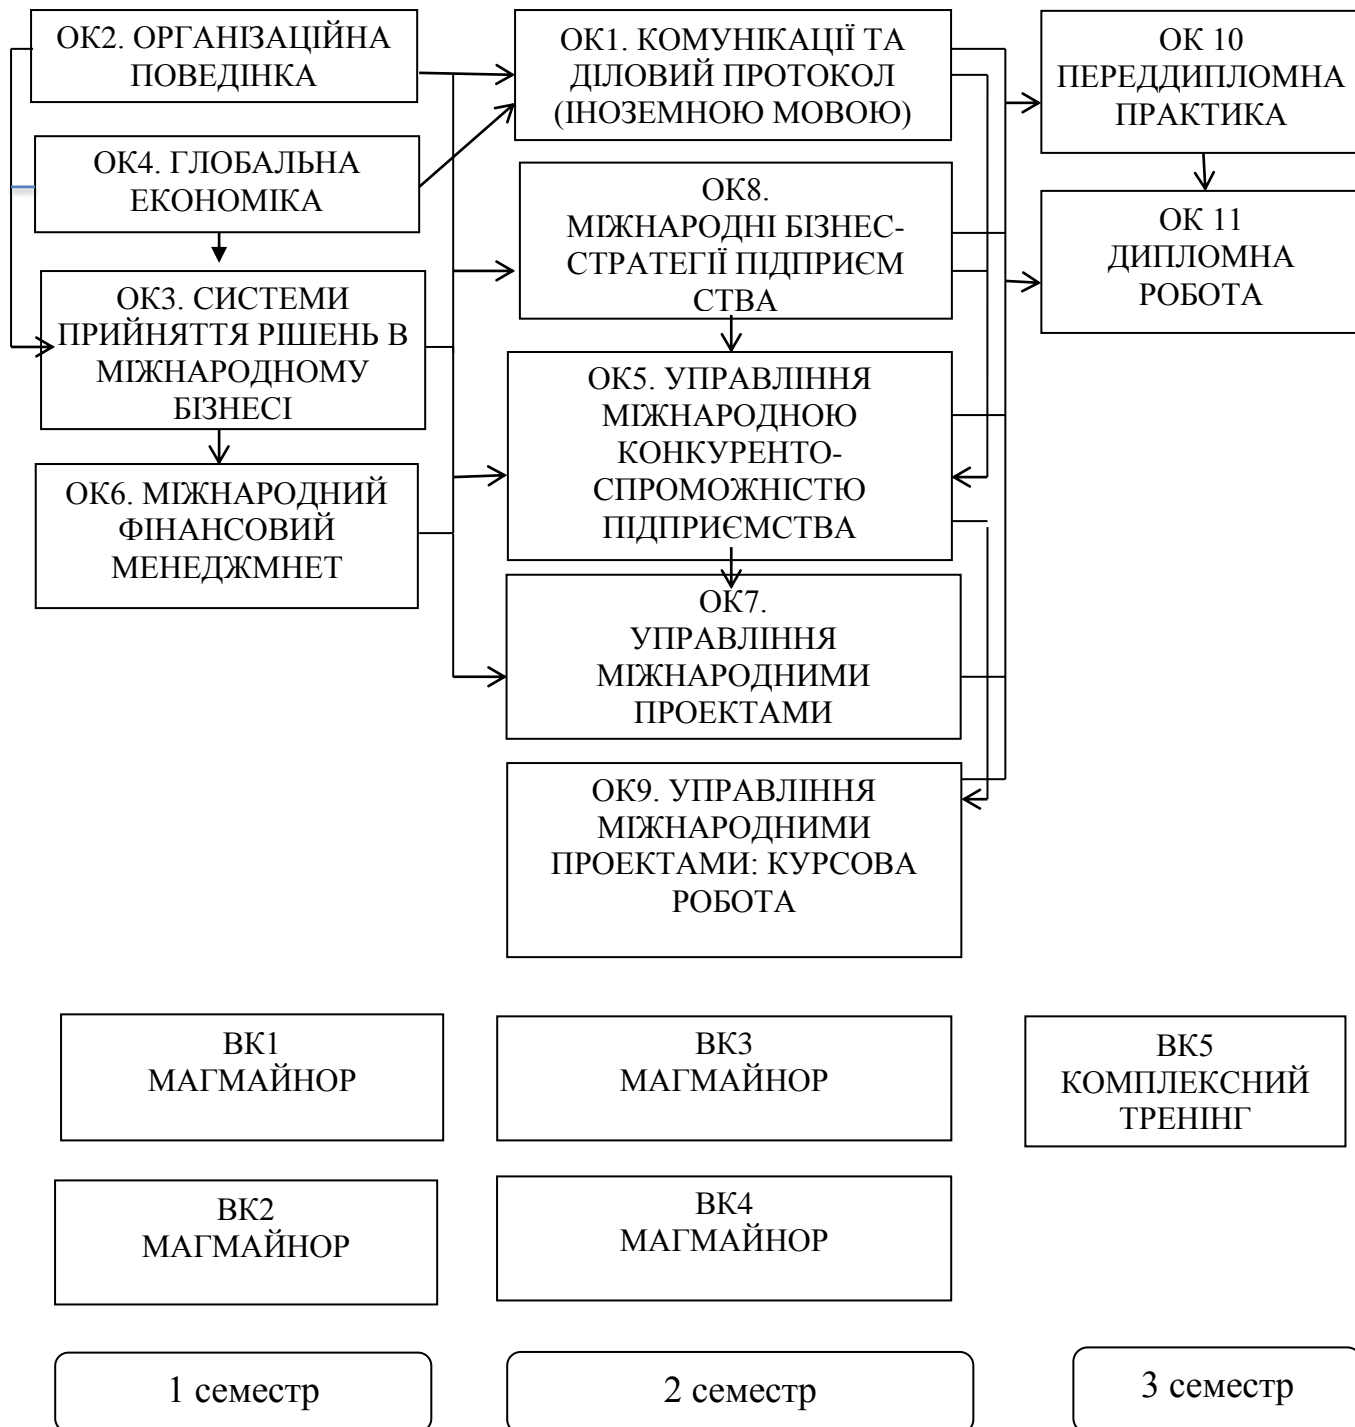 ОК2. ОРГАНІЗАЦІЙНА
ПОВЕДІНКА
ОК4. ГЛОБАЛЬНА
ЕКОНОМІКА
ОК3. СИСТЕМИ
ПРИЙНЯТТЯ РІШЕНЬ В
МІЖНАРОДНОМУ
БІЗНЕСІ
ОК6. МІЖНАРОДНИЙ
ФІНАНСОВИЙ
МЕНЕДЖМНЕТ
ОК1. КОМУНІКАЦІЇ ТА
ДІЛОВИЙ ПРОТОКОЛ
(ІНОЗЕМНОЮ МОВОЮ)
ОК8.
МІЖНАРОДНІ БІЗНЕС-
СТРАТЕГІЇ ПІДПРИЄМ
СТВА
ОК5. УПРАВЛІННЯ
МІЖНАРОДНОЮ
КОНКУРЕНТО-
СПРОМОЖНІСТЮ
ПІДПРИЄМСТВА
ОК7.
УПРАВЛІННЯ
МІЖНАРОДНИМИ
ПРОЕКТАМИ
ОК9. УПРАВЛІННЯ
МІЖНАРОДНИМИ
ПРОЕКТАМИ: КУРСОВА
РОБОТА
ОК 10
ПЕРЕДДИПЛОМНА
ПРАКТИКА
ОК 11
ДИПЛОМНА
РОБОТА
ВК1
МАГМАЙНОР
ВК3
МАГМАЙНОР
ВК5
КОМПЛЕКСНИЙ
ТРЕНІНГ
ВК2
МАГМАЙНОР
ВК4
МАГМАЙНОР
1 семестр
2 семестр
3 семестр